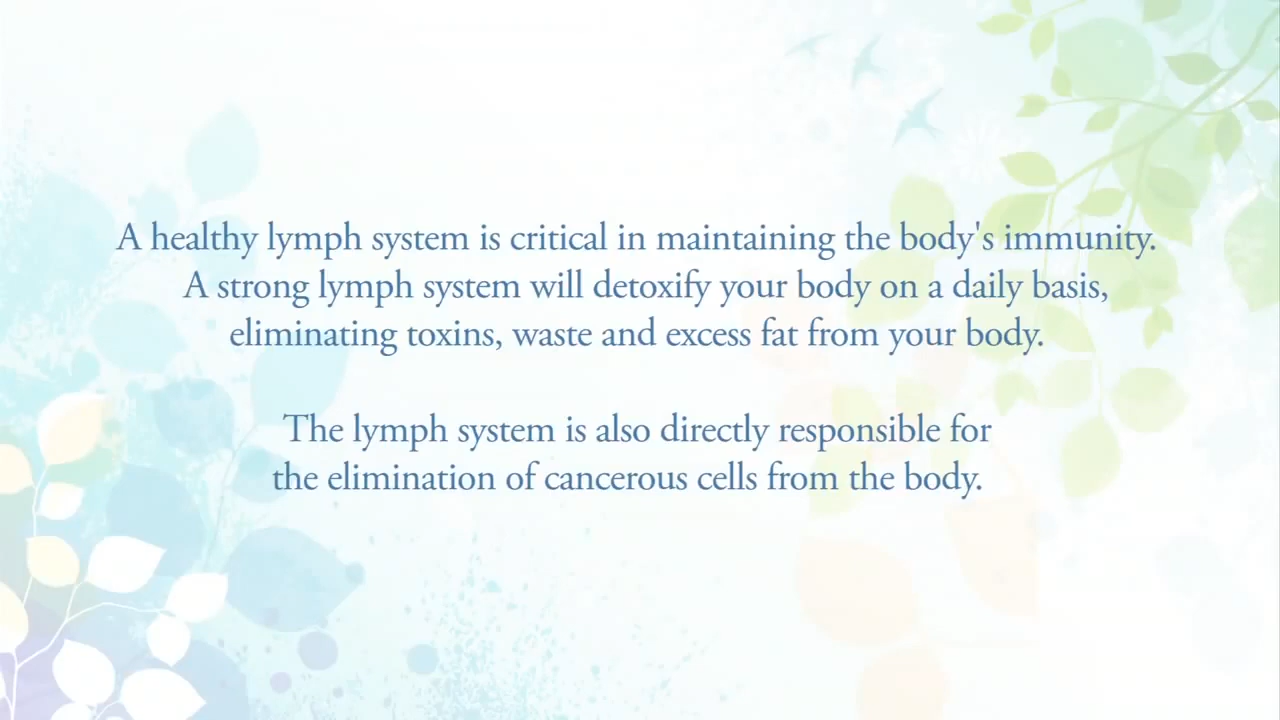 A healthy lymph system is critical in maintaining the body's immunity.
A strong lymph system will detoxify your body on a daily basis,
eliminating toxins, waste and excess fat from your body.
The lymph system is also directly responsible for
the elimination of cancerous cells from the body.